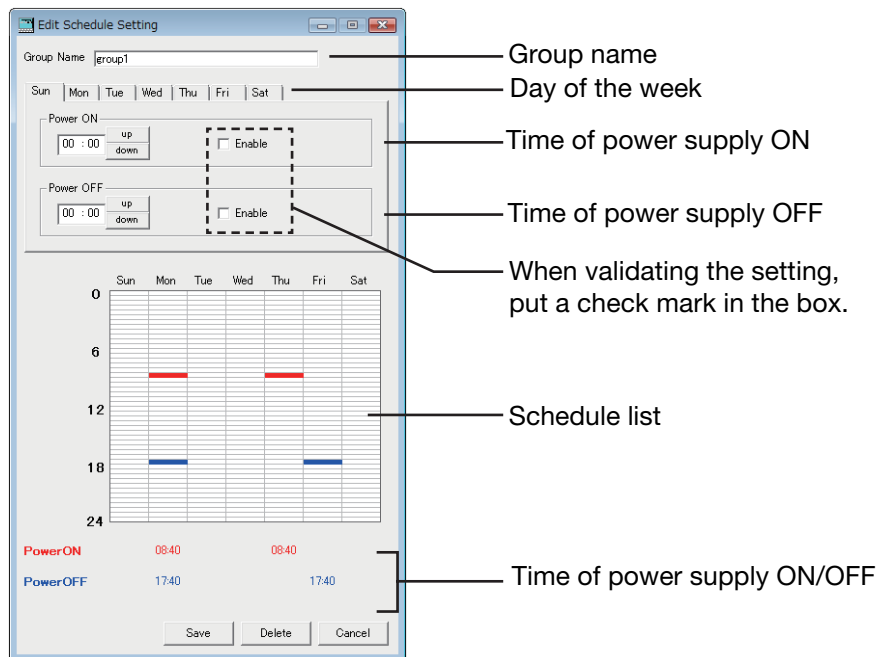 Edit Schedule Setting
Group Name group1
Group name
Sun Mon Tue Wed Thu Fri Sat
Day of the week
Power ON
00 : 00 up down Enable
Time of power supply ON
Power OFF
00 : 00 up down Enable
Time of power supply OFF
When validating the setting,
put a check mark in the box.
Sun Mon Tue Wed Thu Fri Sat
0
6
12
18
24
Schedule list
PowerON 08:40 08:40
PowerOFF 17:40 17:40
Time of power supply ON/OFF
Save Delete Cancel